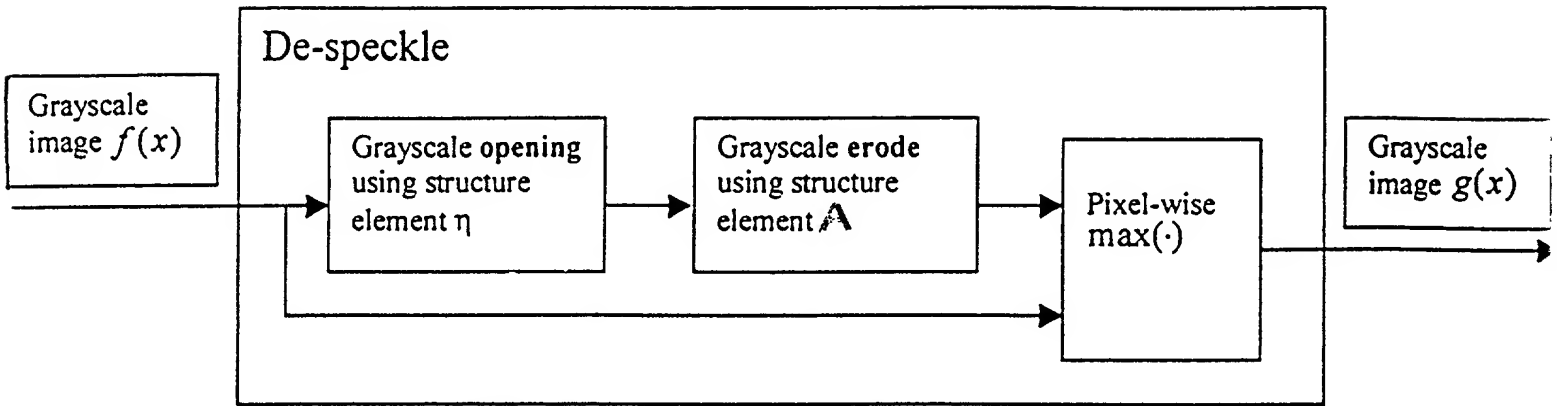 De-speckle
Grayscale
image f(x)
Grayscale opening
using structure
element η
Grayscale erode
using structure
element A
Pixel-wise
max(·)
Grayscale
image g(x)